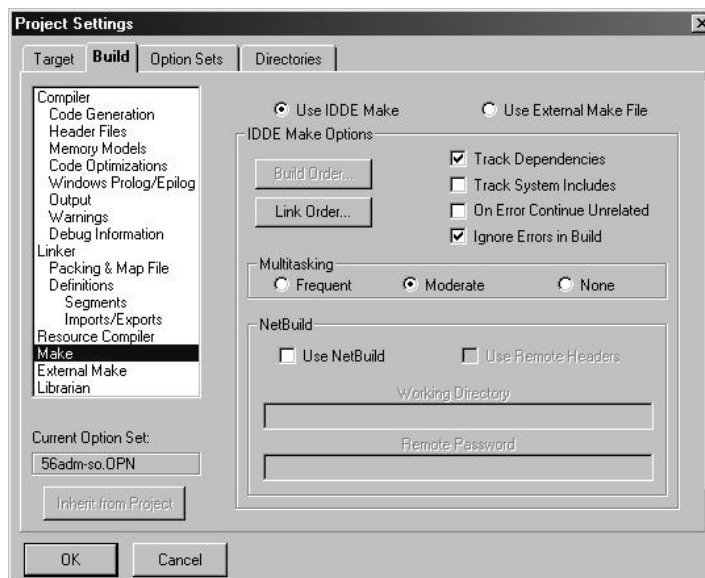 Project Settings
Target Build Option Sets Directories
Compiler
Code Generation
Header Files
Memory Models
Code Optimizations
Windows Prolog/Epilog
Output
Warnings
Debug Information
Linker
Packing & Map File
Definitions
Segments
Imports/Exports
Resource Compiler
Make
External Make
Librarian
Current Option Set:
56adm-so.OPN
Inherit from Project
Use IDDE Make Use External Make File
IDDE Make Options
Build Order...
Link Order...
Track Dependencies
Track System Includes
On Error Continue Unrelated
Ignore Errors in Build
Multitasking
Frequent Moderate None
NetBuild
Use NetBuild Use Remote Headers
Working Directory
Remote Password
OK Cancel